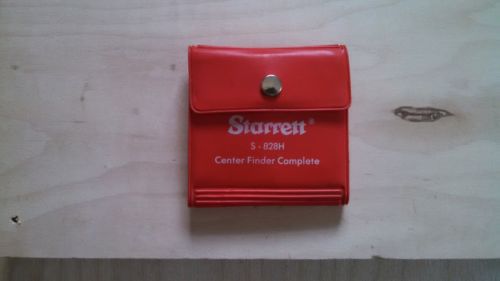 Starrett®
S - 828H
Center Finder Complete